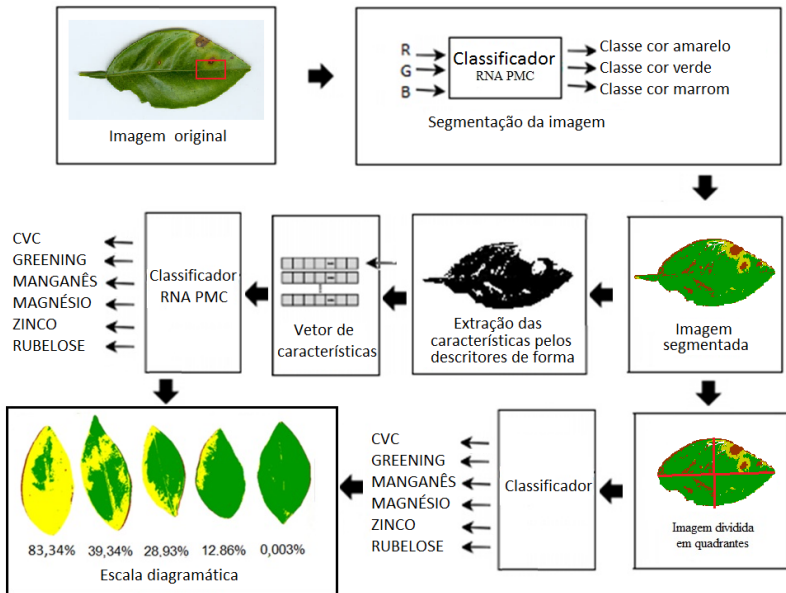 Imagem original
R
G
B
Classificador
RNA PMC
Classe cor amarelo
Classe cor verde
Classe cor marrom
Segmentação da imagem
CVC
GREENING
MANGANÊS
MAGNÉSIO
ZINCO
RUBELOSE
Classificador
RNA PMC
Vetor de
características
Extração das
características pelos
descritores de forma
Imagem
segmentada
83,34%
39,34%
28,93%
12.86%
0,003%
Escala diagramática
CVC
GREENING
MANGANÊS
MAGNÉSIO
ZINCO
RUBELOSE
Classificador
Imagem dividida
em quadrantes